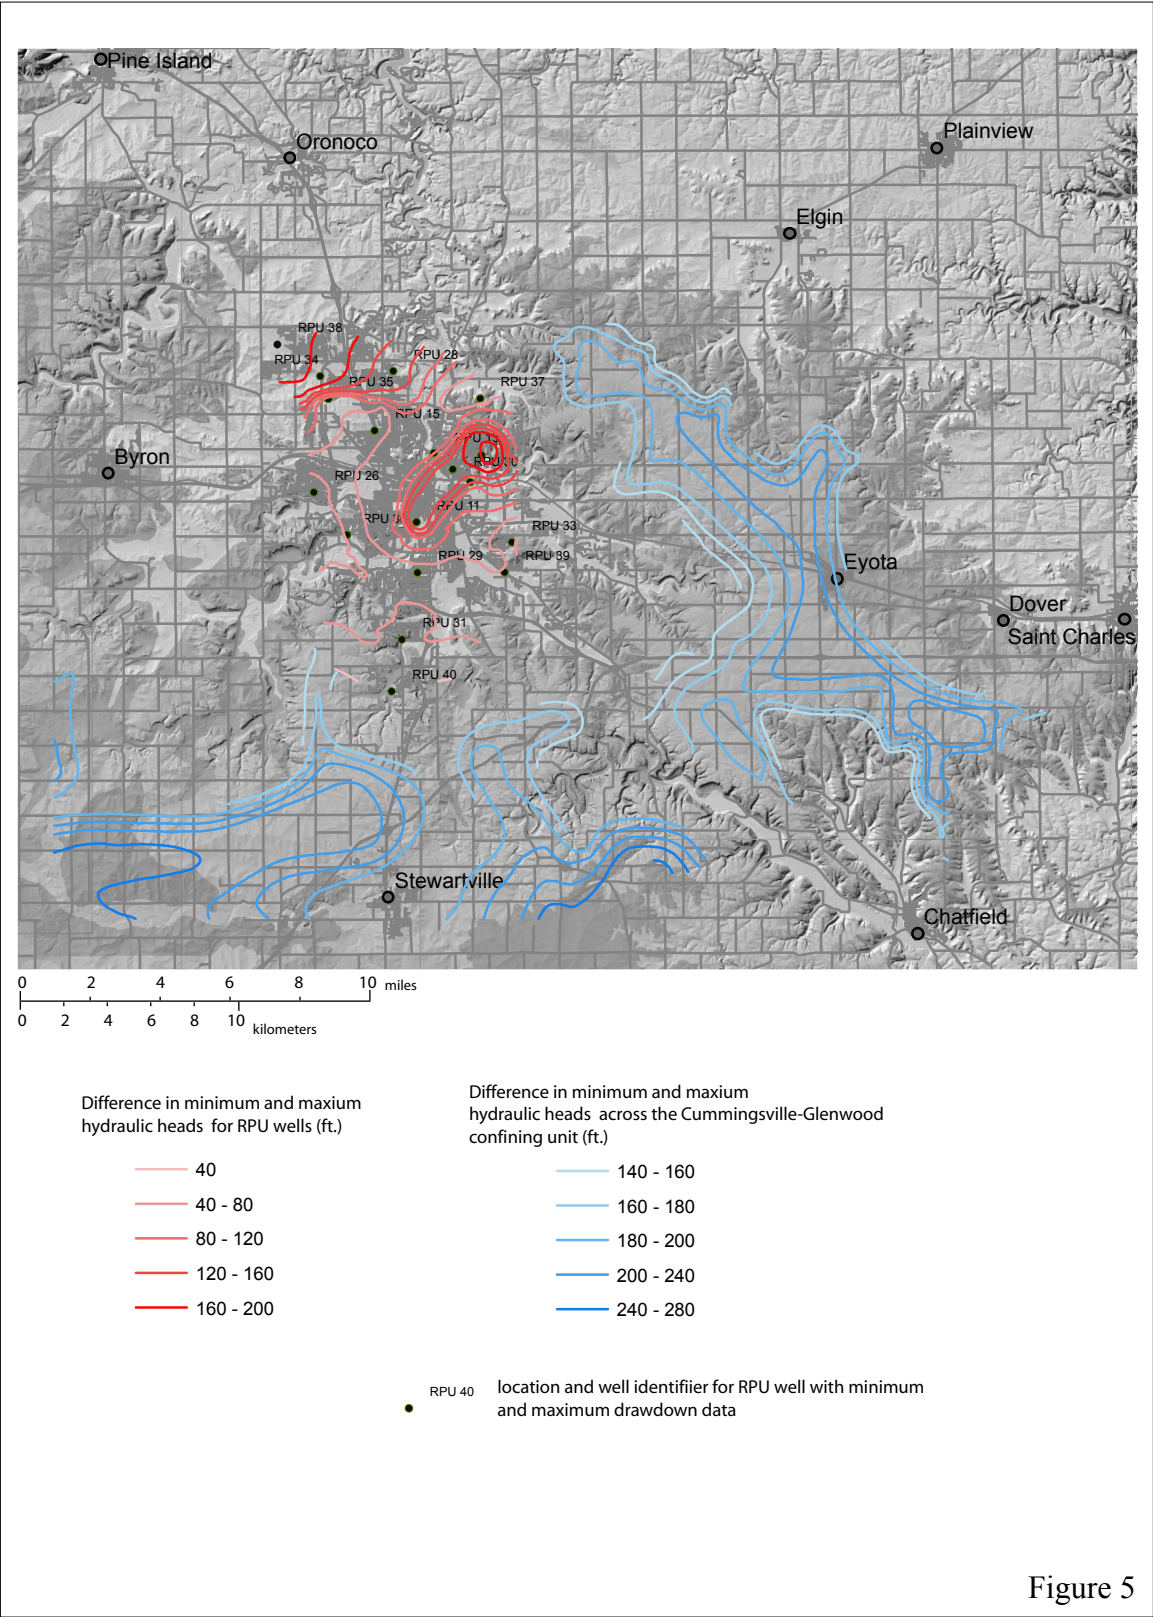 Pine Island
Oronoco
Plainview
Elgin
RPU 38
RPU 34
RPU 28
RPU 35
RPU 37
RPU 15
Byron
RPU 26
RPU 11
RPU 33
RPU 29
RPU 39
Eyota
Dover
Saint Charles
RPU 31
RPU 40
Stewartville
Chatfield
0 2 4 6 8 10 miles
0 2 4 6 8 10 kilometers
Difference in minimum and maxium
hydraulic heads for RPU wells (ft.)
40
40 - 80
80 - 120
120 - 160
160 - 200
Difference in minimum and maxium
hydraulic heads across the Cummingsville-Glenwood
confining unit (ft.)
140 - 160
160 - 180
180 - 200
200 - 240
240 - 280
RPU 40
location and well identifiier for RPU well with minimum
and maximum drawdown data
Figure 5